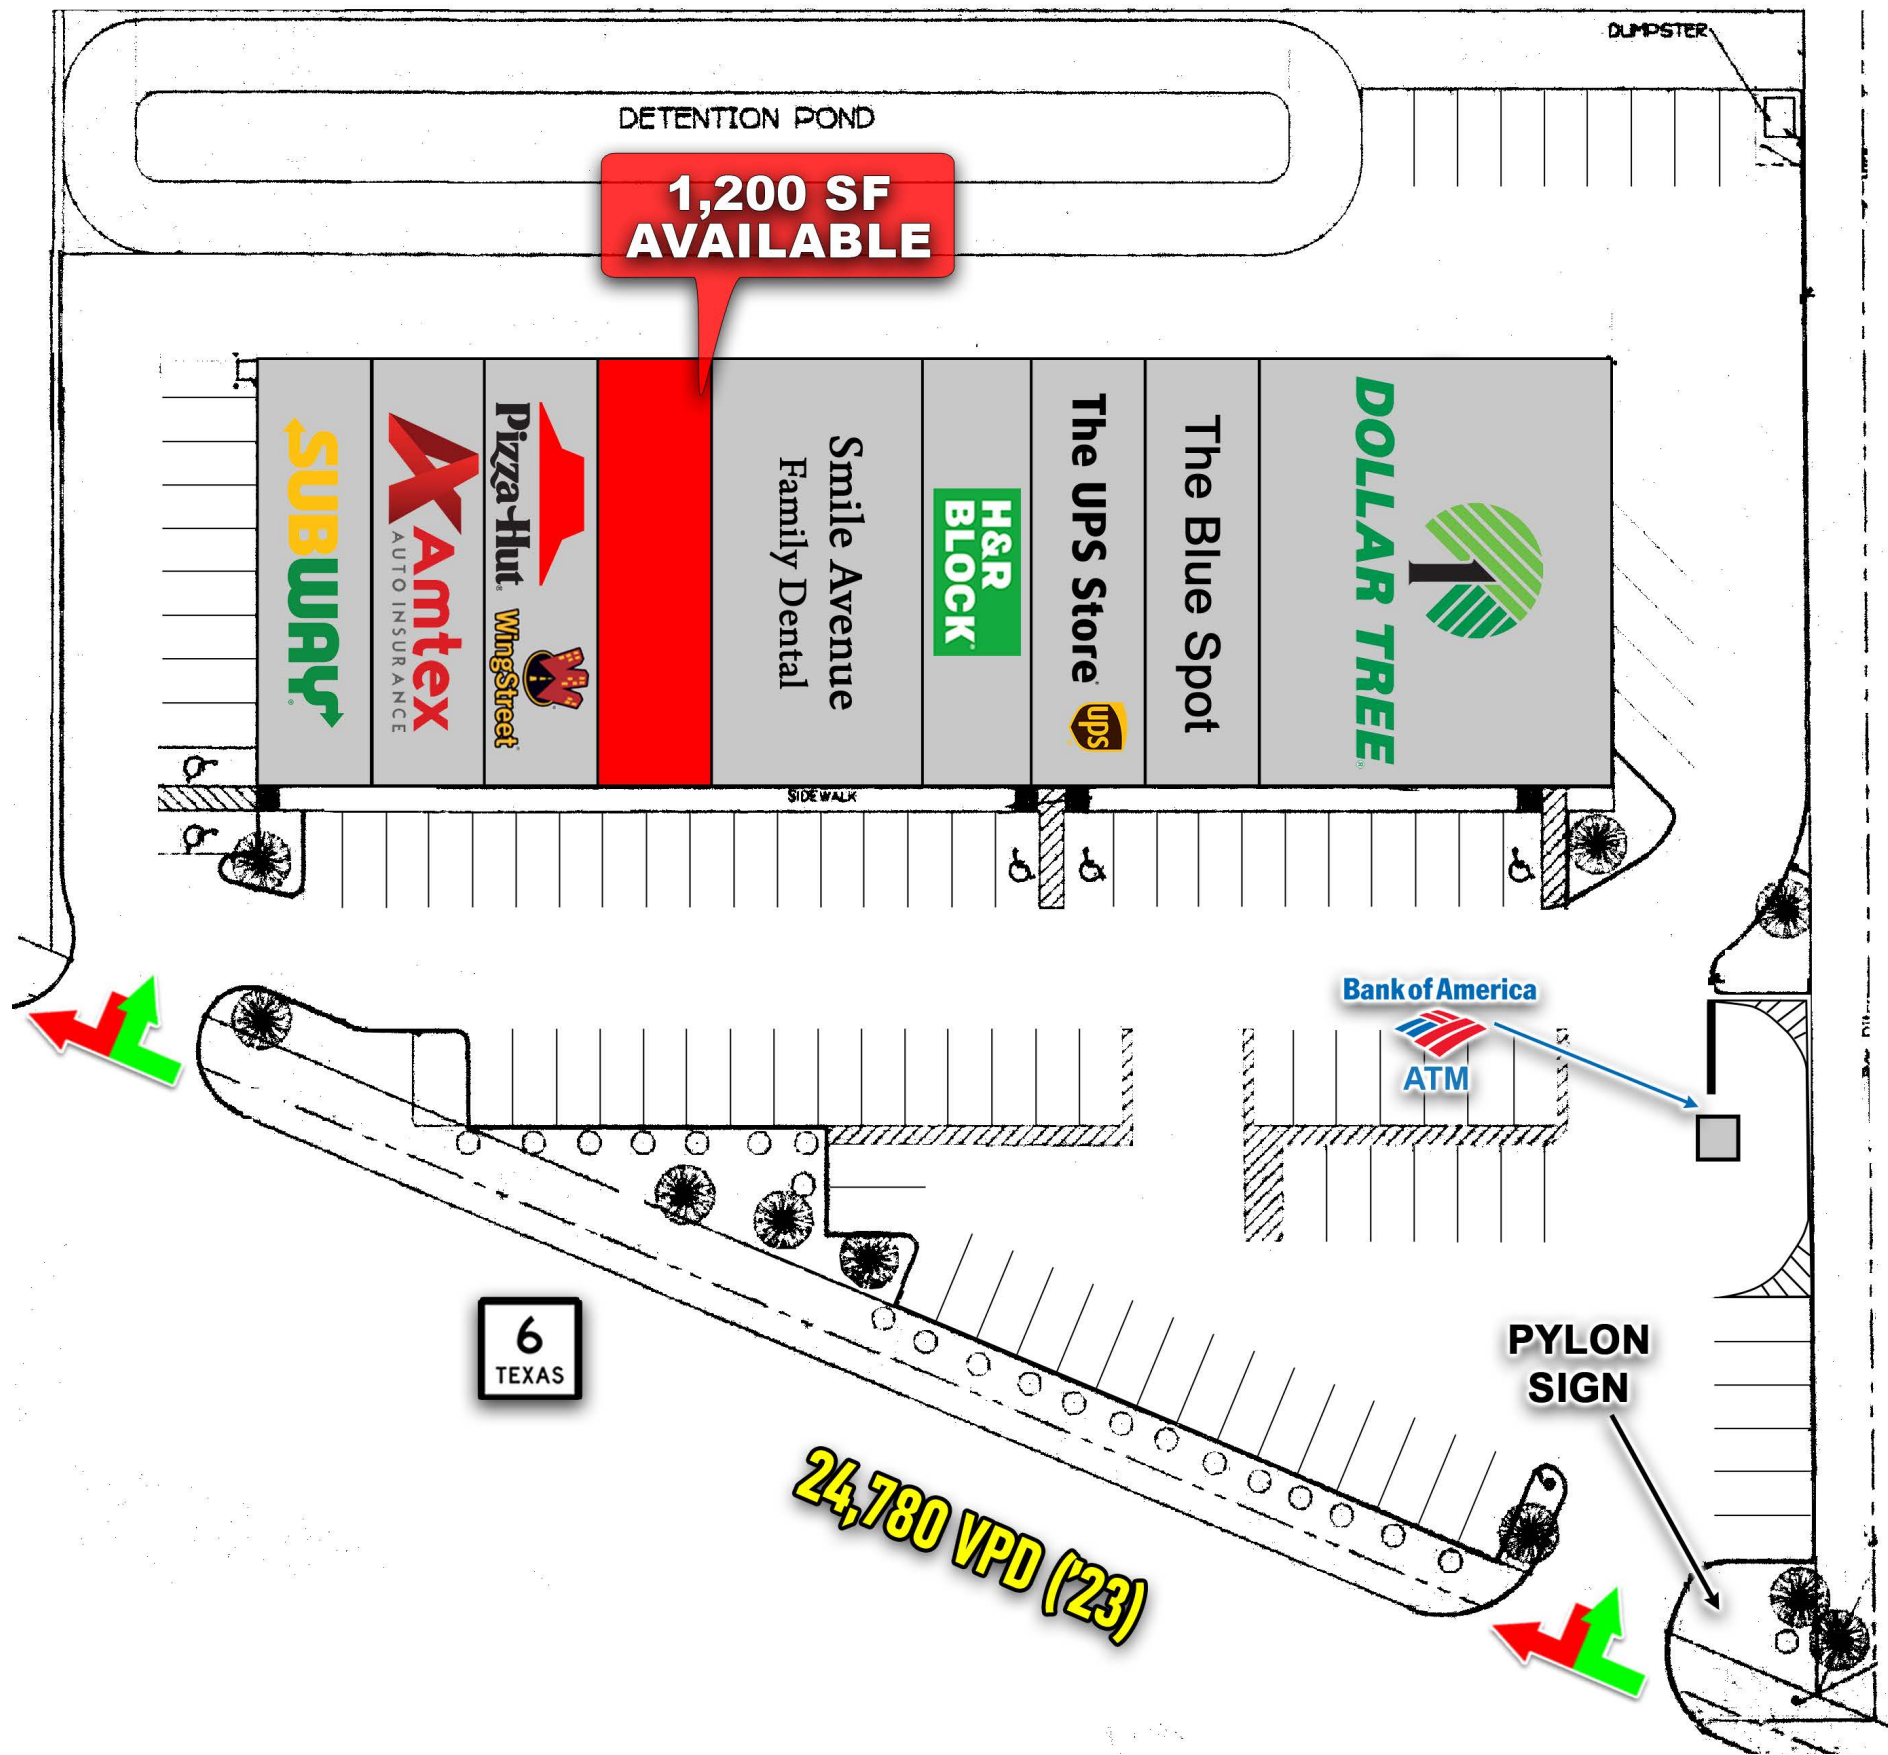 DUMPSTER
DETENTION POND
1,200 SF
AVAILABLE
SUBWAY
Amtex
AUTO INSURANCE
Pizza Hut
WingStreet
Smile Avenue
Family Dental
H&R
BLOCK
The UPS Store
ups
The Blue Spot
DOLLAR TREE
1
SIDEWALK
Bank of America
ATM
6
TEXAS
PYLON
SIGN
24,780 VPD ('23)